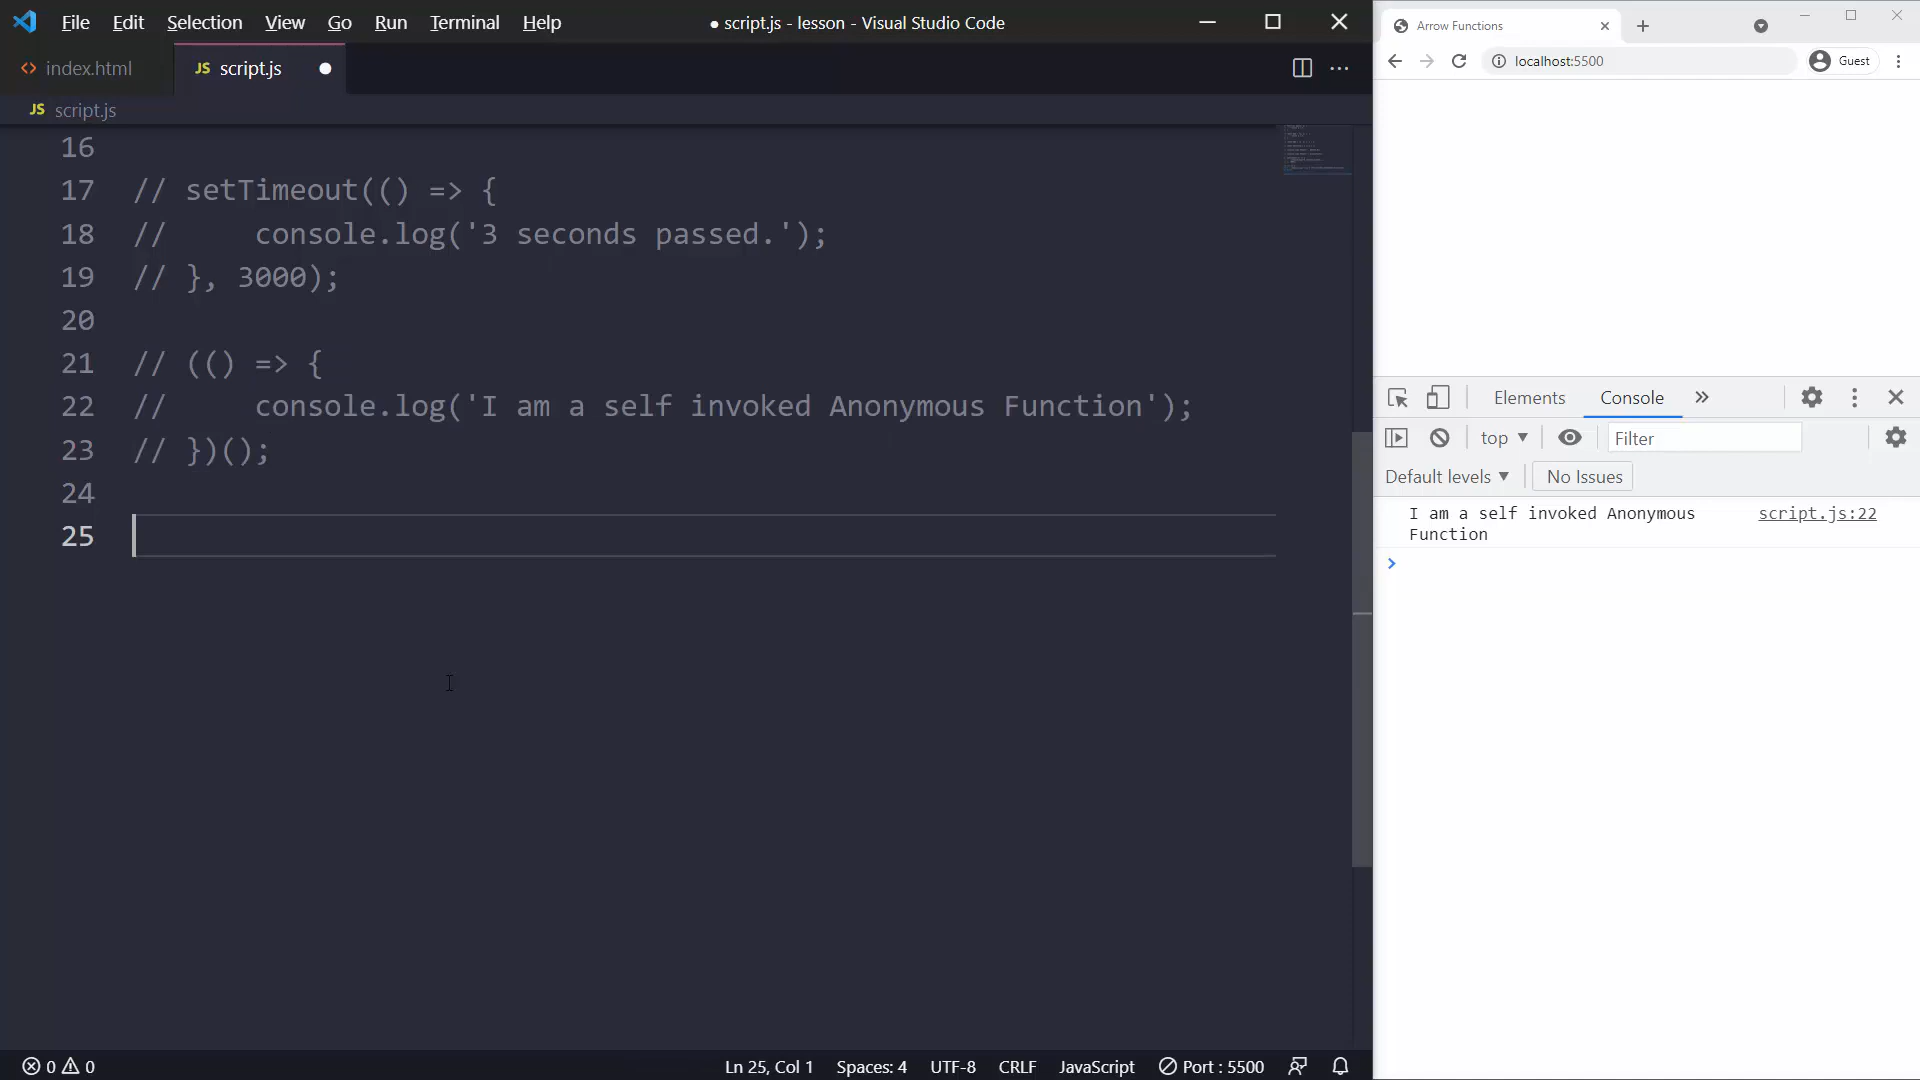 File Edit Selection View Go Run Terminal Help
● script.js - lesson - Visual Studio Code
index.html
JS script.js
JS script.js
16
17 // setTimeout(() => {
18 //     console.log('3 seconds passed.');
19 // }, 3000);
20
21 // (() => {
22 //     console.log('I am a self invoked Anonymous Function');
23 // })();
24
25
0 0
Ln 25, Col 1 Spaces: 4 UTF-8 CRLF JavaScript Port : 5500
Arrow Functions
localhost:5500
Guest
Elements Console »
top Filter
Default levels No Issues
I am a self invoked Anonymous script.js:22
Function